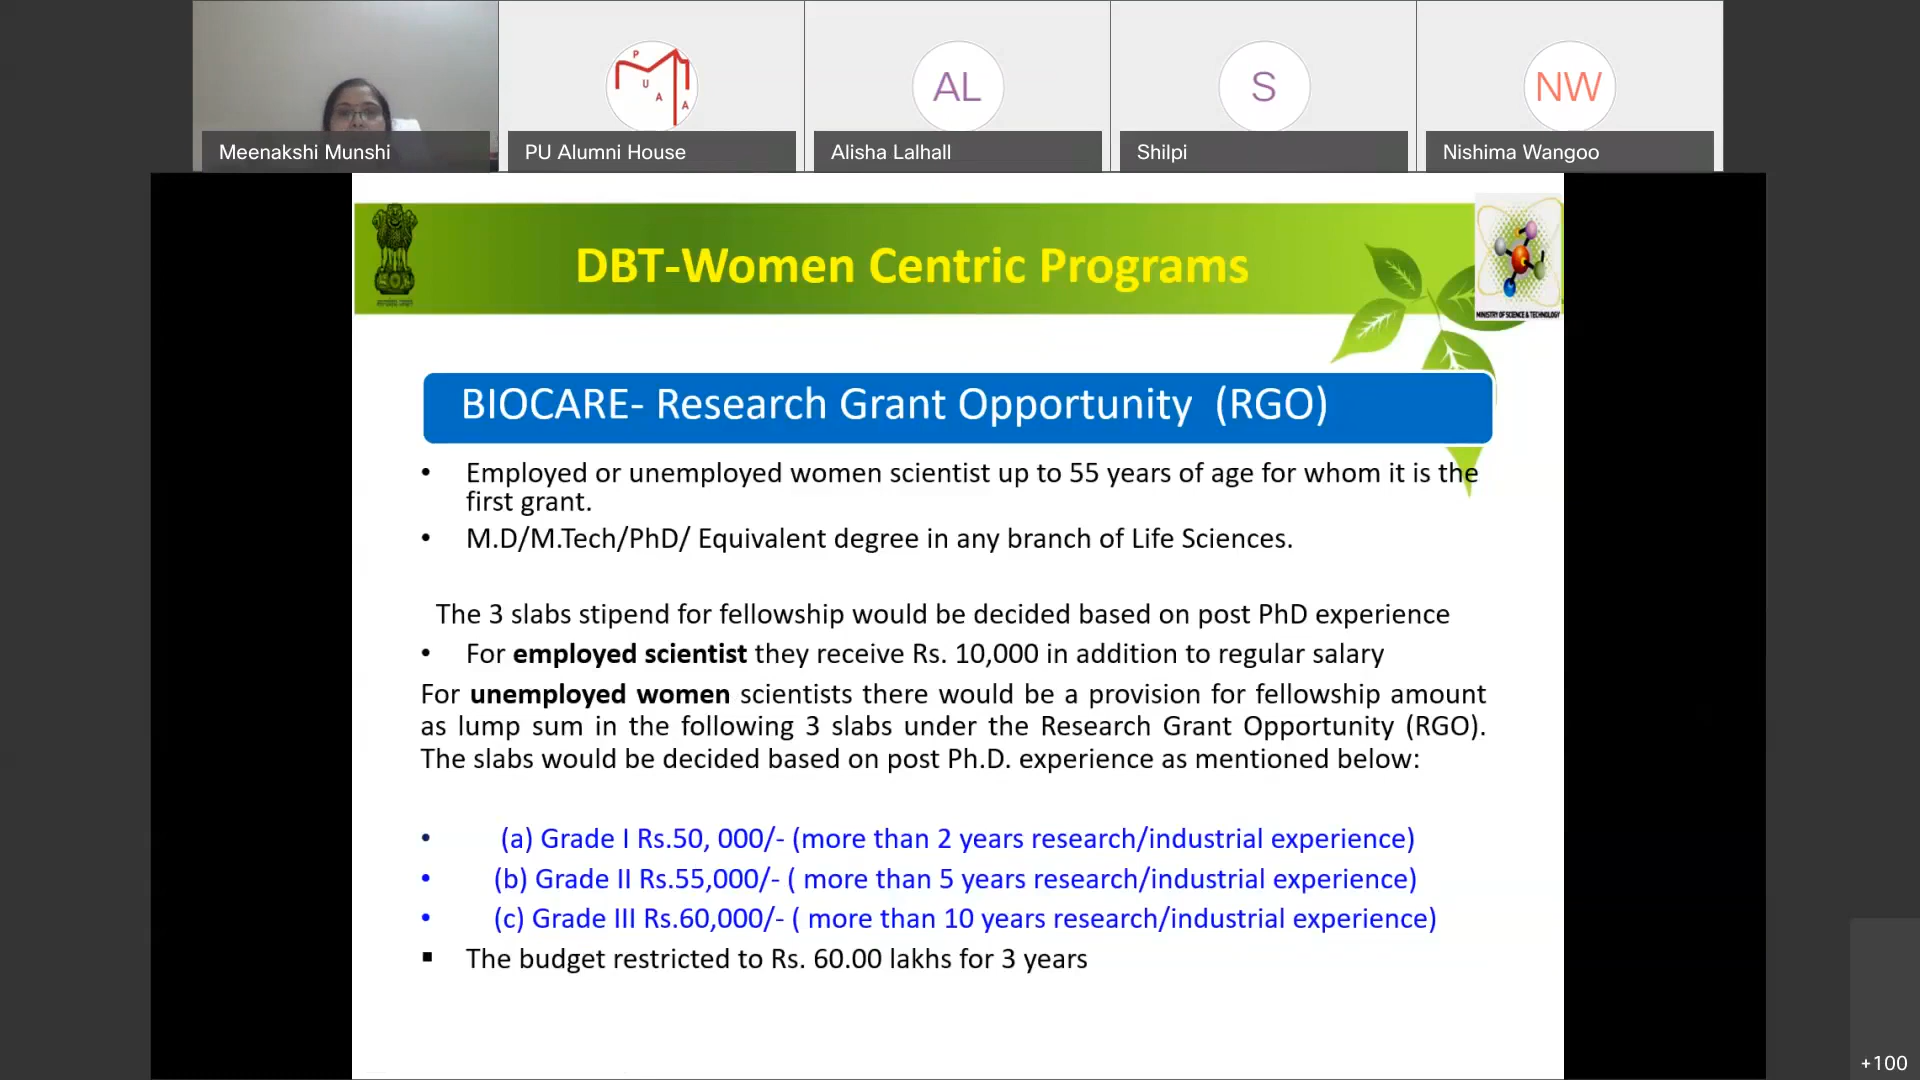 P
U
A
A
AL
S
NW
Meenakshi Munshi
PU Alumni House
Alisha Lalhall
Shilpi
Nishima Wangoo
DBT-Women Centric Programs
MINISTRY OF SCIENCE & TECHNOLOGY
BIOCARE- Research Grant Opportunity (RGO)
• Employed or unemployed women scientist up to 55 years of age for whom it is the
first grant.
• M.D/M.Tech/PhD/ Equivalent degree in any branch of Life Sciences.
The 3 slabs stipend for fellowship would be decided based on post PhD experience
• For employed scientist they receive Rs. 10,000 in addition to regular salary
For unemployed women scientists there would be a provision for fellowship amount
as lump sum in the following 3 slabs under the Research Grant Opportunity (RGO).
The slabs would be decided based on post Ph.D. experience as mentioned below:
• (a) Grade I Rs.50, 000/- (more than 2 years research/industrial experience)
• (b) Grade II Rs.55,000/- ( more than 5 years research/industrial experience)
• (c) Grade III Rs.60,000/- ( more than 10 years research/industrial experience)
▪ The budget restricted to Rs. 60.00 lakhs for 3 years
+100